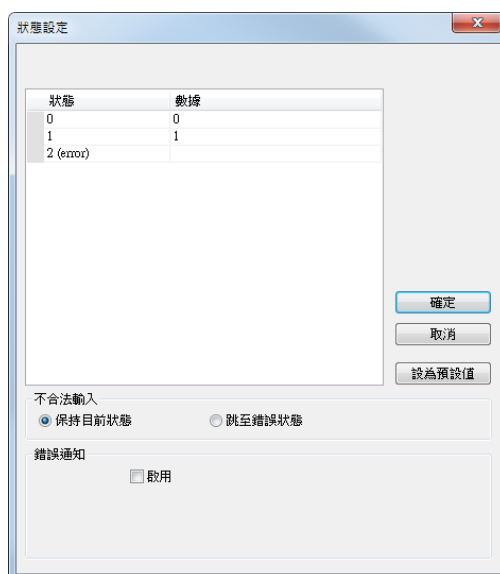 狀態設定
狀態 數據
0 0
1 1
2 (error)
確定
取消
設為預設值
不合法輸入
保持目前狀態 跳至錯誤狀態
錯誤通知
啟用